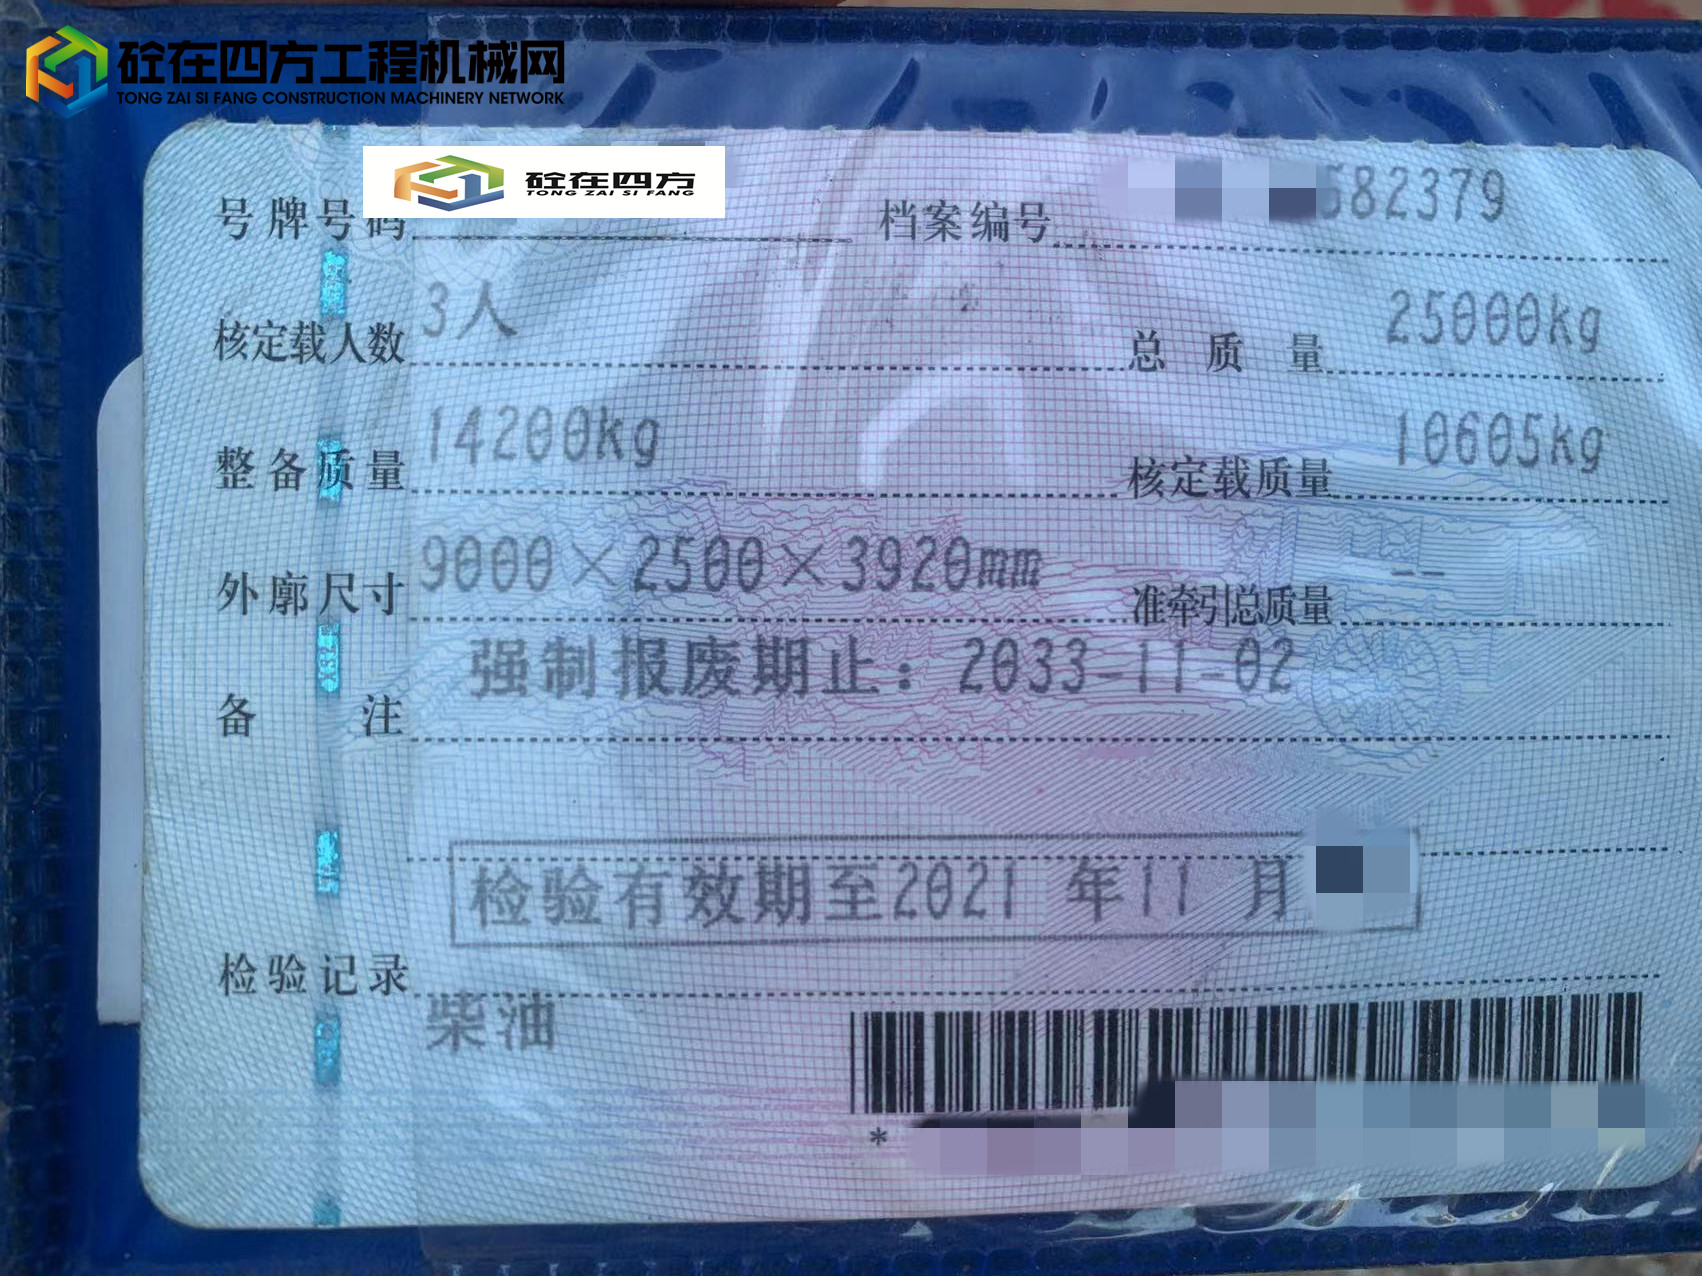 砼在四方工程机械网
TONG ZAI SI FANG CONSTRUCTION MACHINERY NETWORK
砼在四方
TONG ZAI SI FANG
号牌号码 档案编号 582379
核定载人数 3人 总质量 25000kg
整备质量 14200kg 核定载质量 10605kg
外廓尺寸 9000×2500×3920mm 准牵引总质量 --
备注 强制报废期止：2033-11-02
检验有效期至2021 年11 月
检验记录
柴油
*